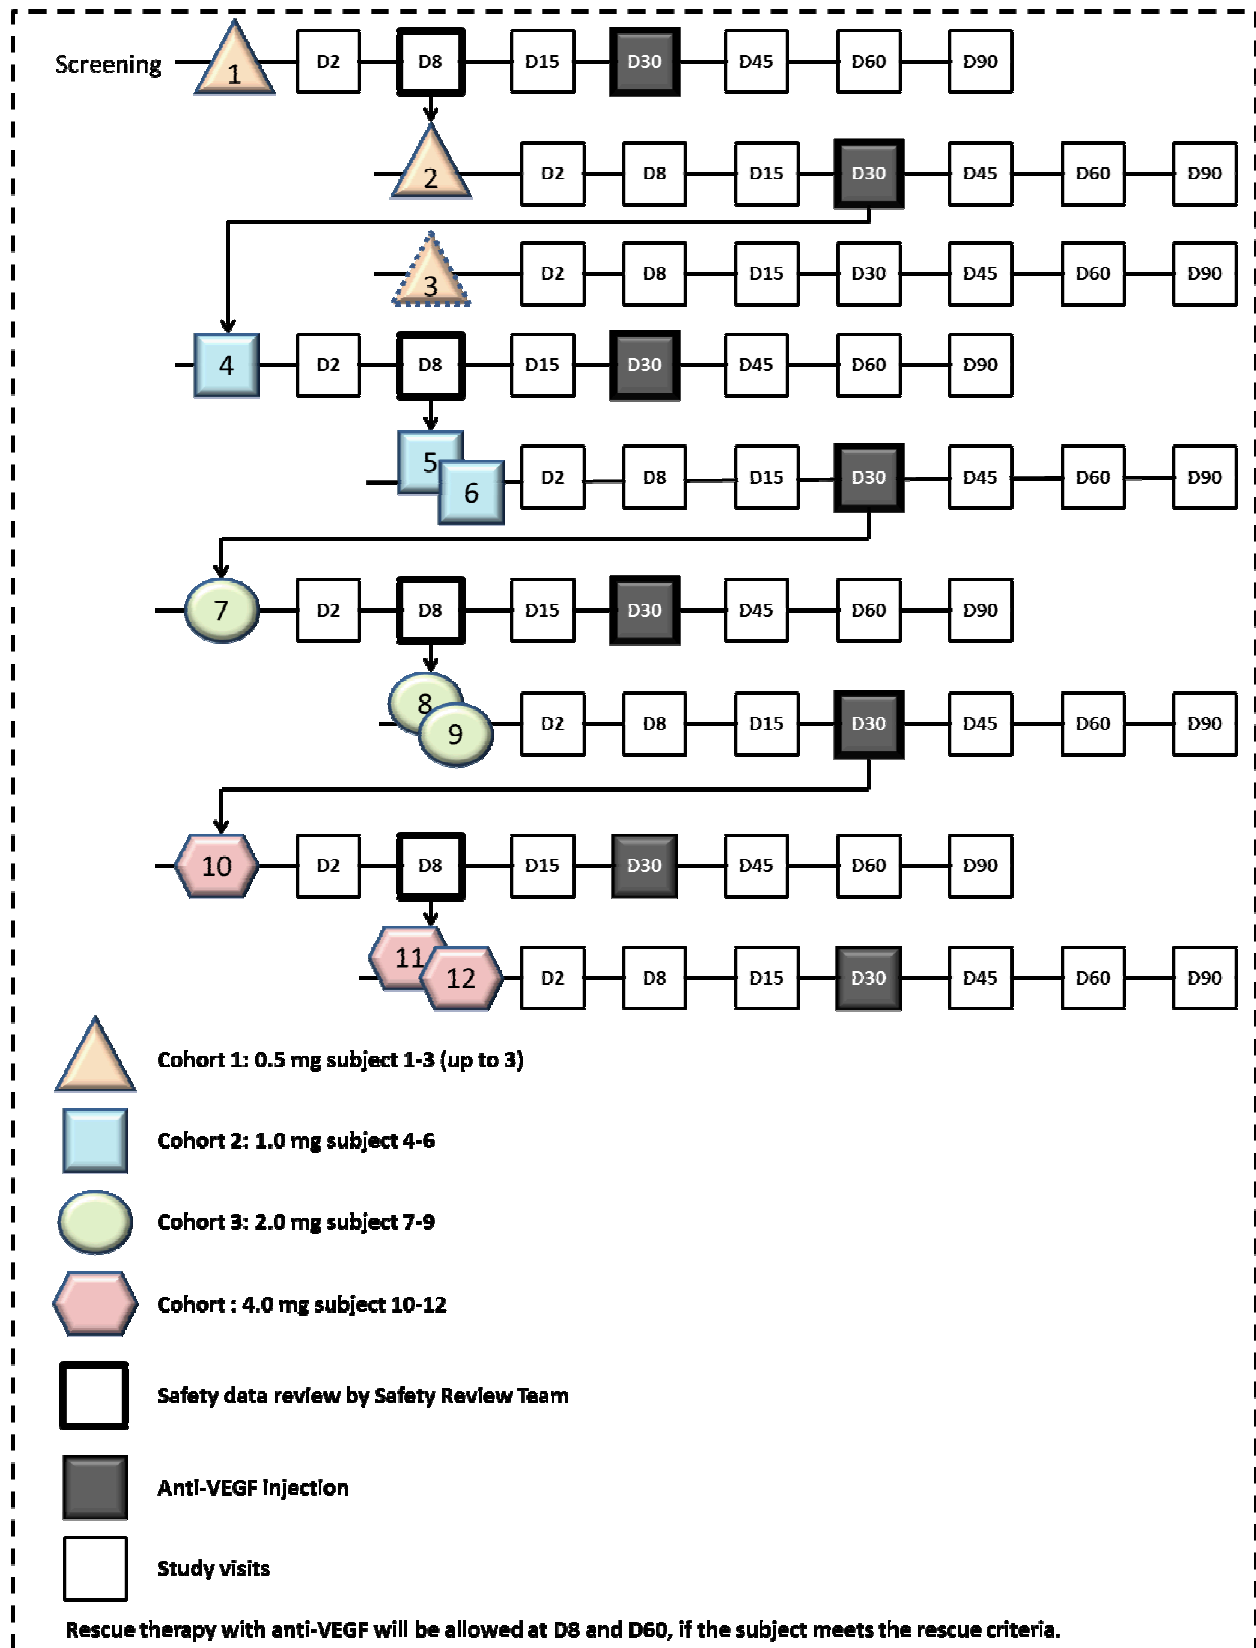 Screening 1 D2 D8 D15 D30 D45 D60 D90
2 D2 D8 D15 D30 D45 D60 D90
3 D2 D8 D15 D30 D45 D60 D90
4 D2 D8 D15 D30 D45 D60 D90
5 6 D2 D8 D15 D30 D45 D60 D90
7 D2 D8 D15 D30 D45 D60 D90
8 9 D2 D8 D15 D30 D45 D60 D90
10 D2 D8 D15 D30 D45 D60 D90
11 12 D2 D8 D15 D30 D45 D60 D90
Cohort 1: 0.5 mg subject 1-3 (up to 3)
Cohort 2: 1.0 mg subject 4-6
Cohort 3: 2.0 mg subject 7-9
Cohort : 4.0 mg subject 10-12
Safety data review by Safety Review Team
Anti-VEGF injection
Study visits
Rescue therapy with anti-VEGF will be allowed at D8 and D60, if the subject meets the rescue criteria.